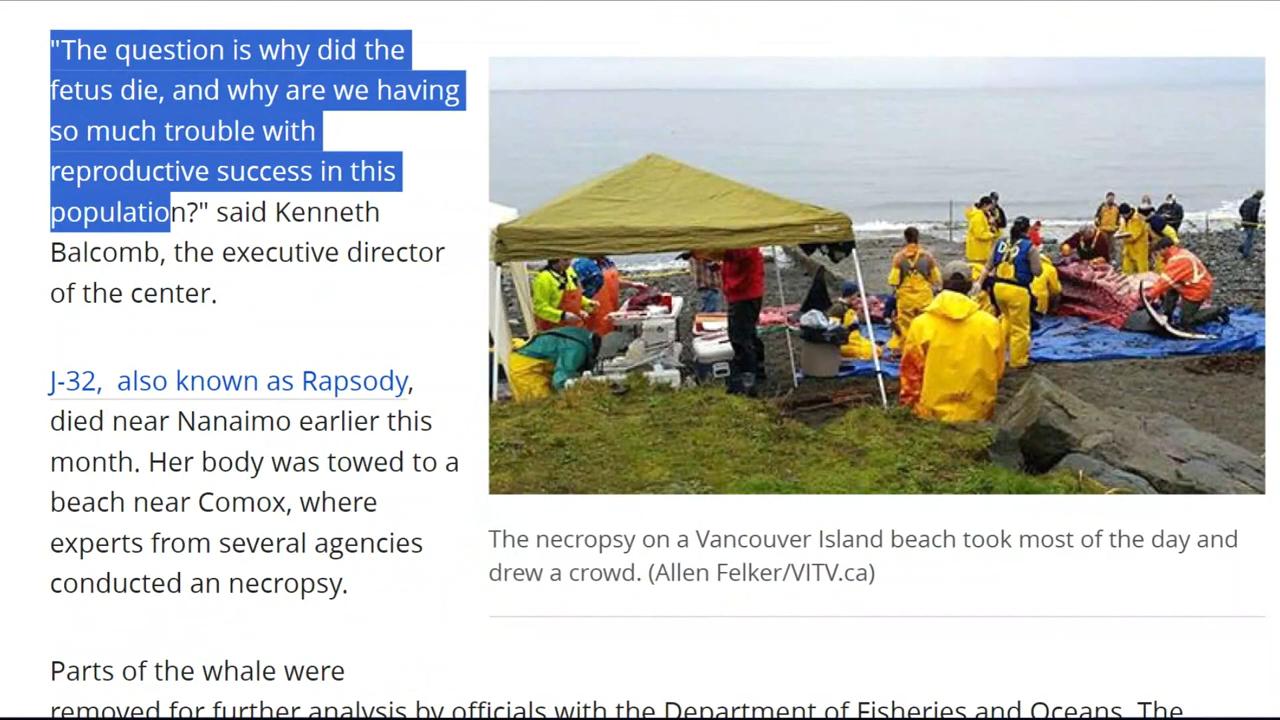 "The question is why did the
fetus die, and why are we having
so much trouble with
reproductive success in this
population?" said Kenneth
Balcomb, the executive director
of the center.
J-32,  also known as Rapsody,
died near Nanaimo earlier this
month. Her body was towed to a
beach near Comox, where
experts from several agencies
conducted an necropsy.
The necropsy on a Vancouver Island beach took most of the day and
drew a crowd. (Allen Felker/VITV.ca)
Parts of the whale were
removed for further analysis by officials with the Department of Fisheries and Oceans. The